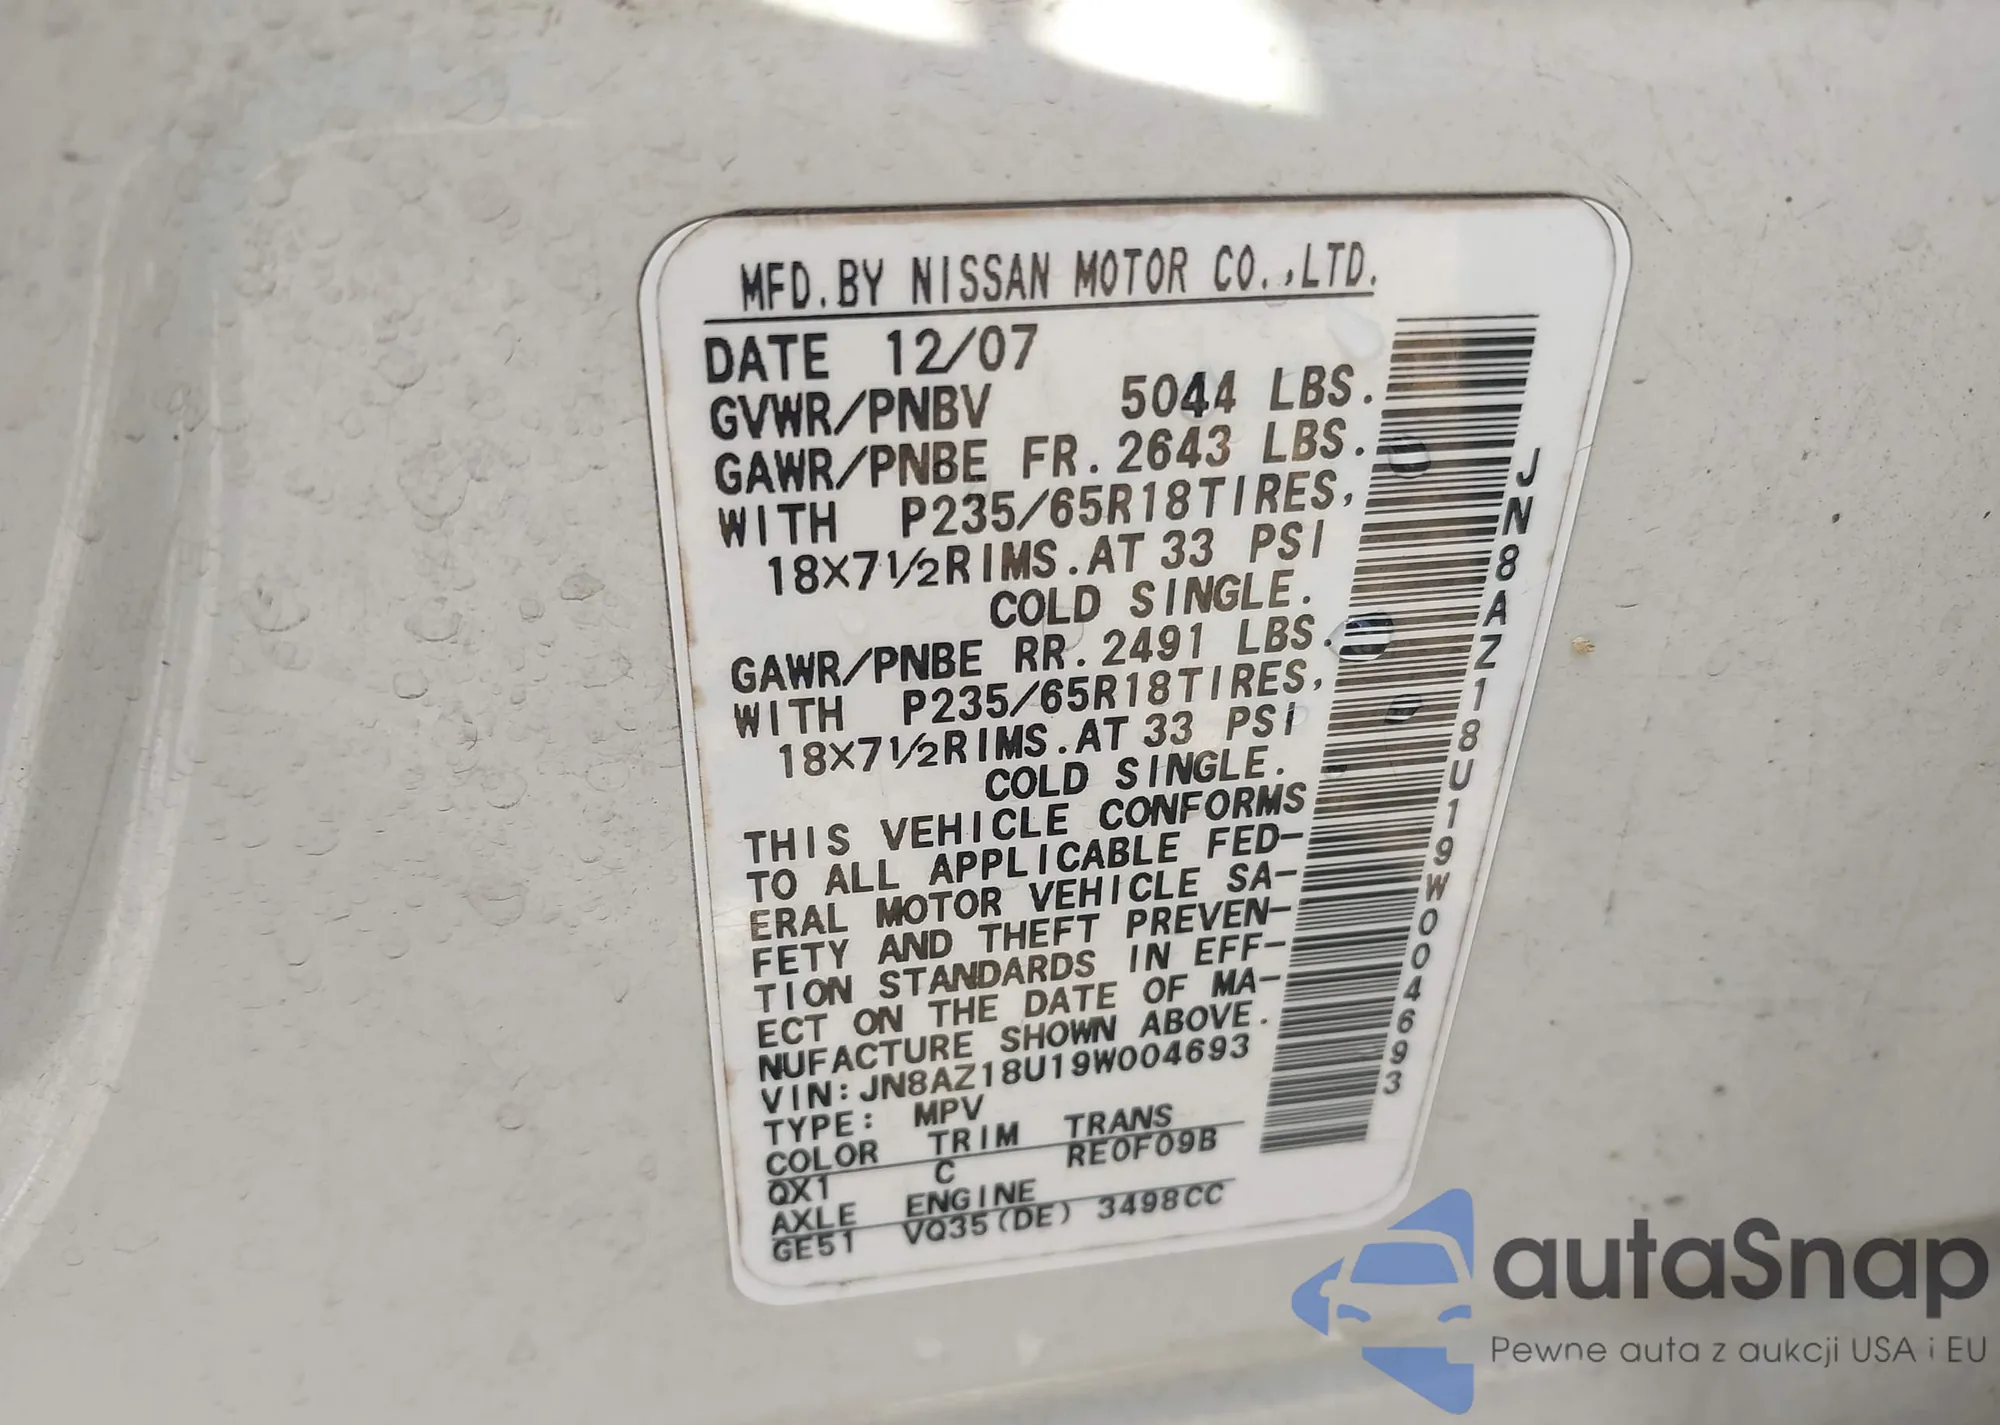 MFD.BY NISSAN MOTOR CO.,LTD.
DATE 12/07
GVWR/PNBV 5044 LBS.
GAWR/PNBE FR.2643 LBS.
WITH P235/65R18TIRES,
18X7½RIMS.AT 33 PSI
COLD SINGLE.
GAWR/PNBE RR.2491 LBS.
WITH P235/65R18TIRES,
18X7½RIMS.AT 33 PSI
COLD SINGLE.
THIS VEHICLE CONFORMS
TO ALL APPLICABLE FED-
ERAL MOTOR VEHICLE SA-
FETY AND THEFT PREVEN-
TION STANDARDS IN EFF-
ECT ON THE DATE OF MA-
NUFACTURE SHOWN ABOVE.
VIN:JN8AZ18U19W004693
TYPE: MPV
COLOR TRIM TRANS
QX1 C RE0F09B
AXLE ENGINE
GE51 VQ35(DE) 3498CC
JN8AZ18U19W004693
autaSnap
Pewne auta z aukcji USA i EU